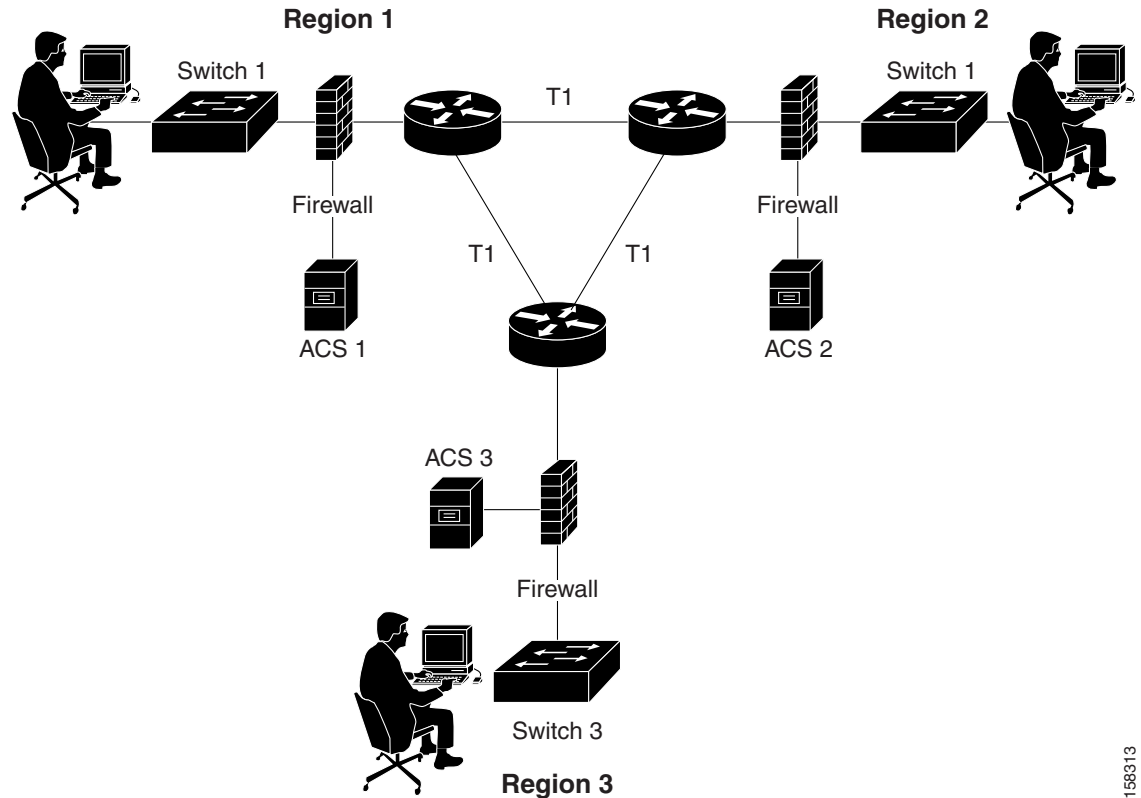 Region 1
Region 2
Switch 1
T1
Switch 1
Firewall
Firewall
T1
T1
ACS 1
ACS 2
ACS 3
Firewall
Switch 3
Region 3
158313